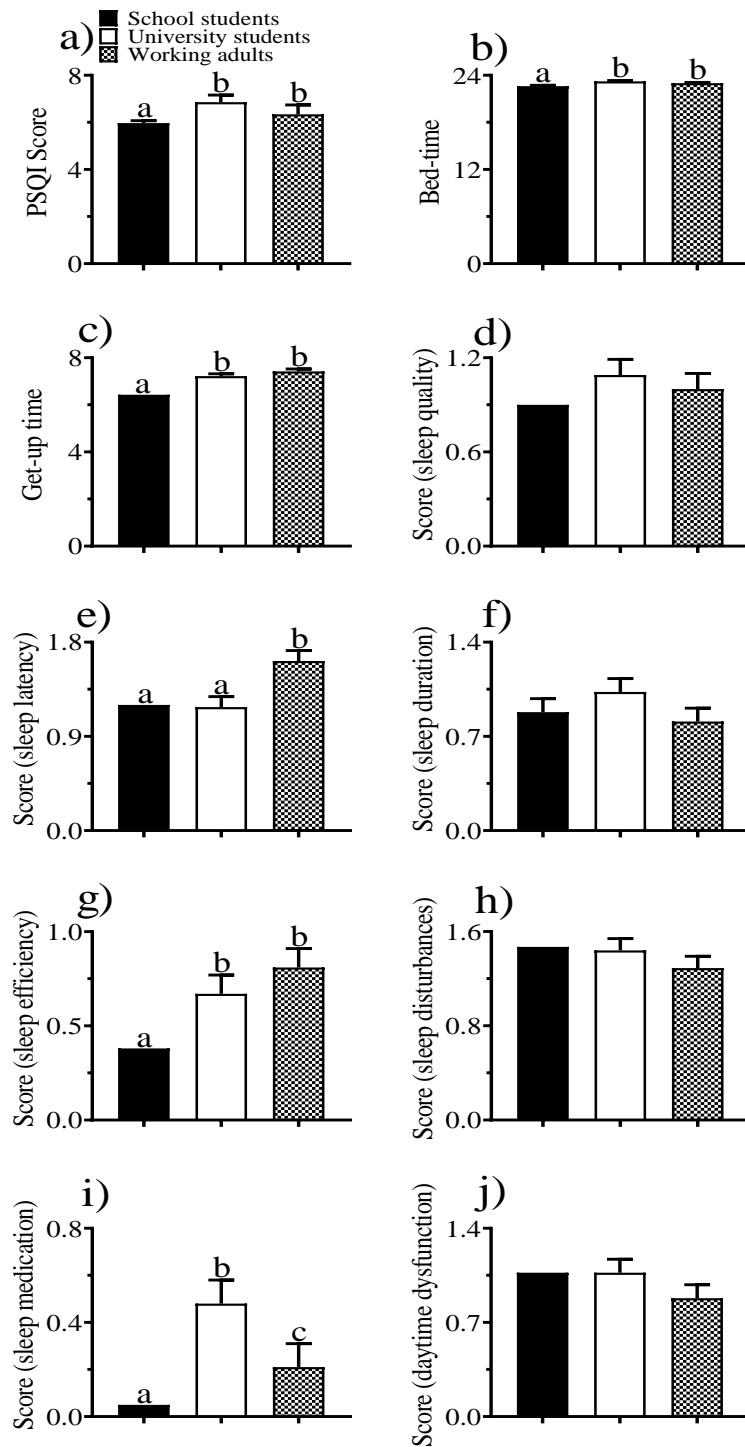 School students
University students
Working adults
a)
8
4
0
PSQI Score
a
b
b
b)
24
12
0
Bed-time
a
b
b
c)
8
4
0
Get-up time
a
b
b
d)
1.2
0.6
0.0
Score (sleep quality)
e)
1.8
0.9
0.0
Score (sleep latency)
a
a
b
f)
1.4
0.7
0.0
Score (sleep duration)
g)
1.0
0.5
0.0
Score (sleep efficiency)
a
b
b
h)
1.6
0.8
0.0
Score (sleep disturbances)
i)
0.8
0.4
0.0
Score (sleep medication)
a
b
c
j)
1.4
0.7
0.0
Score (daytime dysfunction)